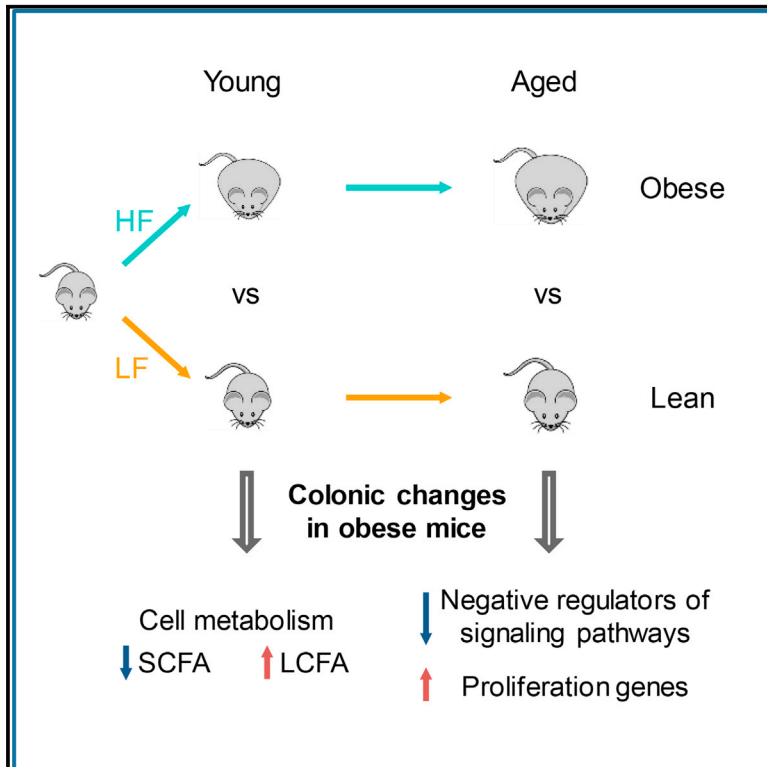 Young
Aged
HF
Obese
vs
vs
LF
Lean
Colonic changes
in obese mice
Cell metabolism
SCFA
LCFA
Negative regulators of
signaling pathways
Proliferation genes